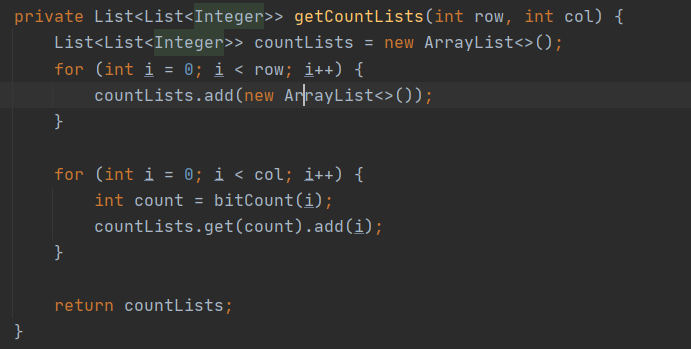 private List<List<Integer>> getCountLists(int row, int col) {
    List<List<Integer>> countLists = new ArrayList<>();
    for (int i = 0; i < row; i++) {
        countLists.add(new ArrayList<>());
    }

    for (int i = 0; i < col; i++) {
        int count = bitCount(i);
        countLists.get(count).add(i);
    }

    return countLists;
}